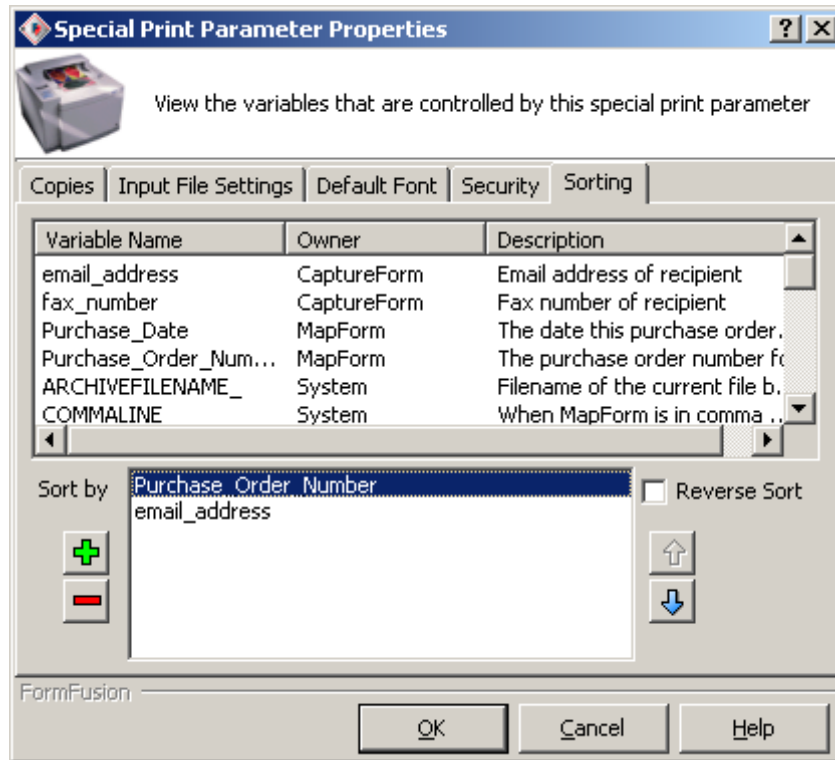 Special Print Parameter Properties
View the variables that are controlled by this special print parameter
Copies Input File Settings Default Font Security Sorting
Variable Name Owner Description
email_address CaptureForm Email address of recipient
fax_number CaptureForm Fax number of recipient
Purchase_Date MapForm The date this purchase order.
Purchase_Order_Num... MapForm The purchase order number fo
ARCHIVEFILENAME_ System Filename of the current file b.
COMMALINE System When MapForm is in comma ..
Sort by Purchase_Order_Number Reverse Sort
email_address
FormFusion
OK Cancel Help